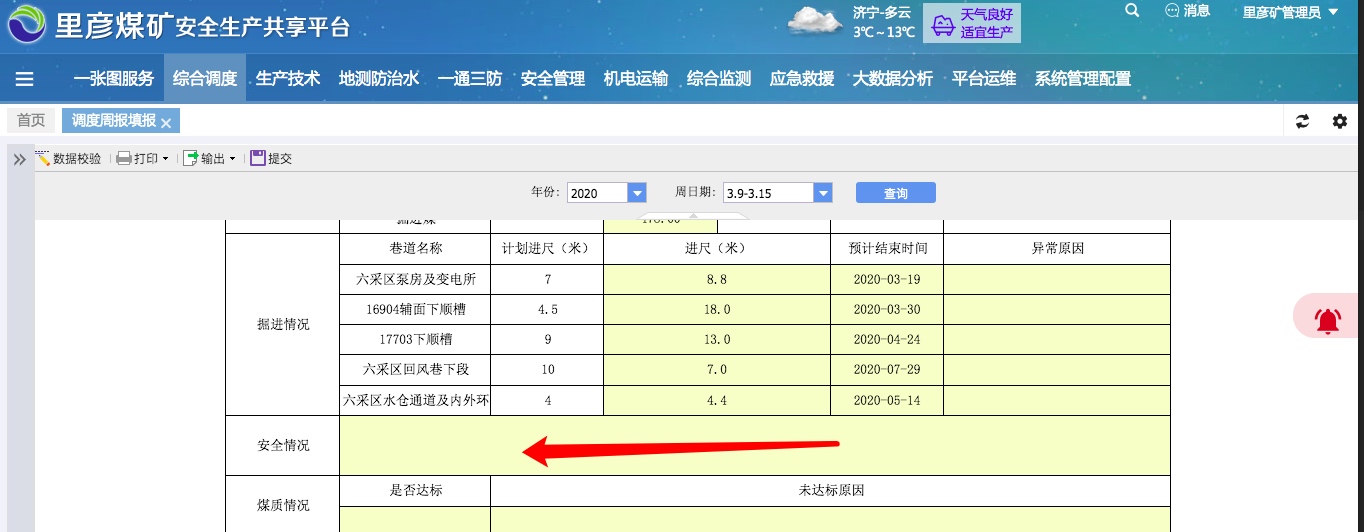 里彦煤矿安全生产共享平台
济宁-多云
3℃~13℃
天气良好
适宜生产
消息
里彦矿管理员
一张图服务 综合调度 生产技术 地测防治水 一通三防 安全管理 机电运输 综合监测 应急救援 大数据分析 平台运维 系统管理配置
首页 调度周报填报
数据校验 打印 输出 提交
年份: 2020 周日期: 3.9-3.15 查询
巷道名称 计划进尺（米） 进尺（米） 预计结束时间 异常原因
六采区泵房及变电所 7 8.8 2020-03-19
16904辅面下顺槽 4.5 18.0 2020-03-30
掘进情况
17703下顺槽 9 13.0 2020-04-24
六采区回风巷下段 10 7.0 2020-07-29
六采区水仓通道及内外环 4 4.4 2020-05-14
安全情况
是否达标 未达标原因
煤质情况